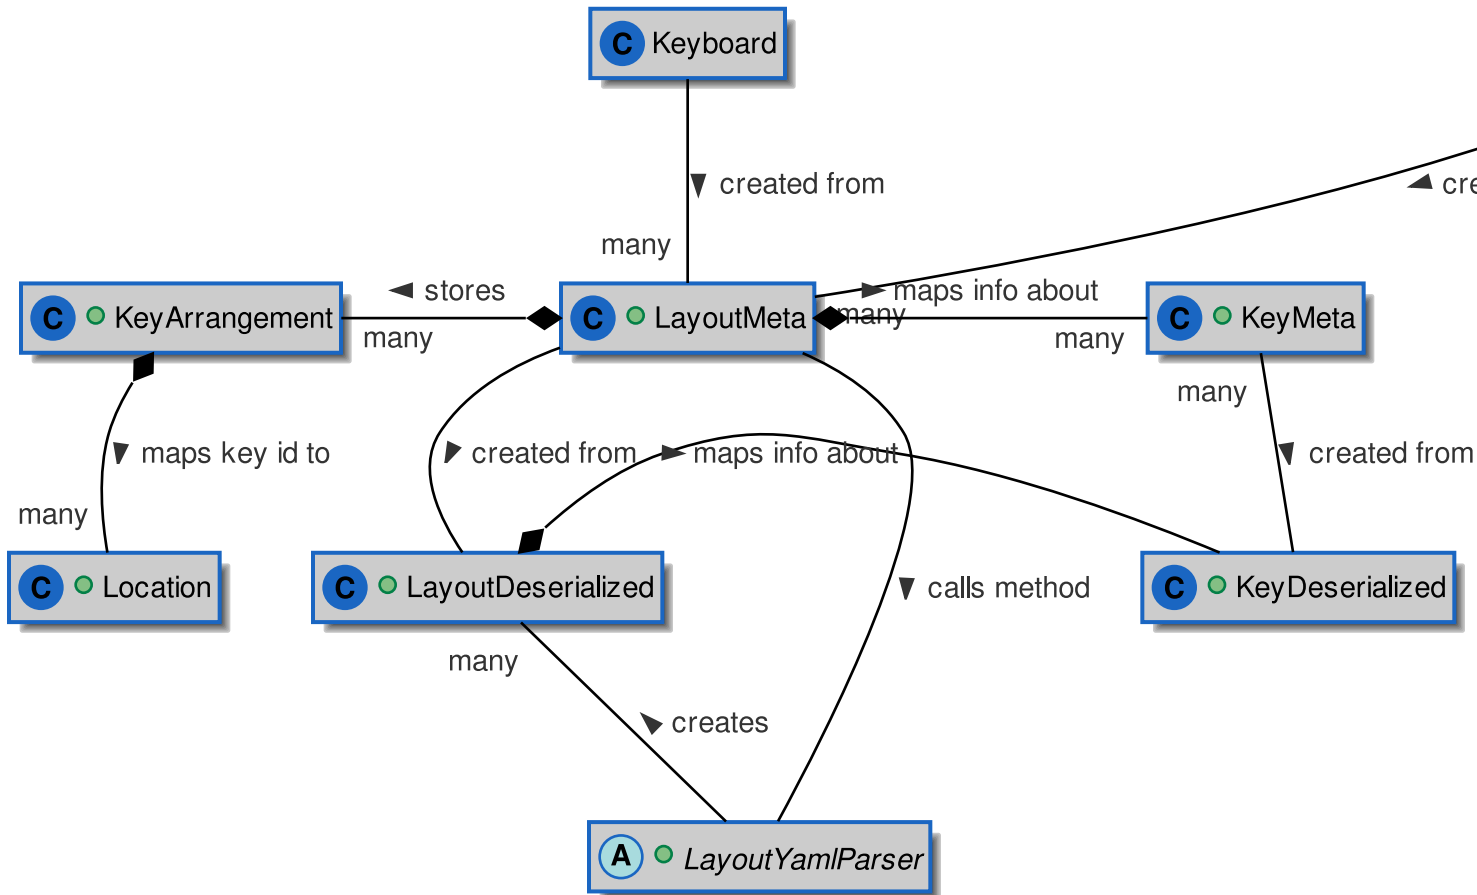 C Keyboard
created from
cre
many
stores
maps info about
C KeyArrangement
many
C LayoutMeta
many
many
C KeyMeta
many
maps key id to
created from
maps info about
created from
many
C Location
C LayoutDeserialized
calls method
C KeyDeserialized
many
creates
A LayoutYamlParser